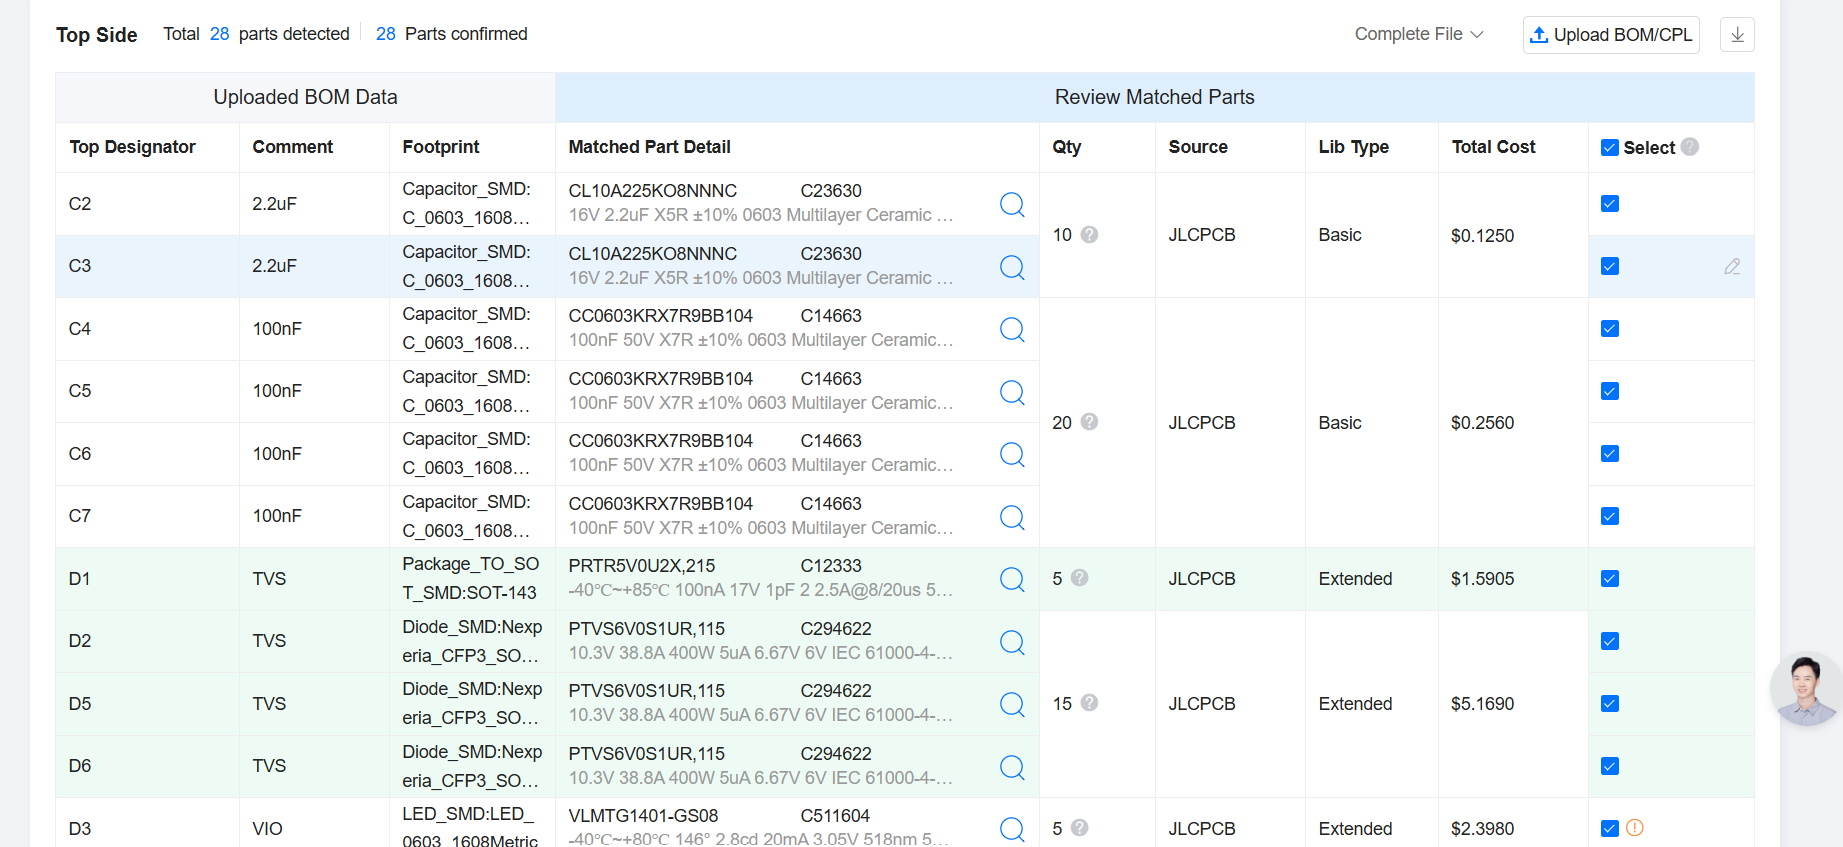 Top Side Total 28 parts detected 28 Parts confirmed Complete File Upload BOM/CPL
Uploaded BOM Data Review Matched Parts
Top Designator Comment Footprint Matched Part Detail Qty Source Lib Type Total Cost Select
C2 2.2uF Capacitor_SMD:
C_0603_1608... CL10A225KO8NNNC C23630
16V 2.2uF X5R ±10% 0603 Multilayer Ceramic ...
10 JLCPCB Basic $0.1250
C3 2.2uF Capacitor_SMD:
C_0603_1608... CL10A225KO8NNNC C23630
16V 2.2uF X5R ±10% 0603 Multilayer Ceramic ...
C4 100nF Capacitor_SMD:
C_0603_1608... CC0603KRX7R9BB104 C14663
100nF 50V X7R ±10% 0603 Multilayer Ceramic...
C5 100nF Capacitor_SMD:
C_0603_1608... CC0603KRX7R9BB104 C14663
100nF 50V X7R ±10% 0603 Multilayer Ceramic...
20 JLCPCB Basic $0.2560
C6 100nF Capacitor_SMD:
C_0603_1608... CC0603KRX7R9BB104 C14663
100nF 50V X7R ±10% 0603 Multilayer Ceramic...
C7 100nF Capacitor_SMD:
C_0603_1608... CC0603KRX7R9BB104 C14663
100nF 50V X7R ±10% 0603 Multilayer Ceramic...
D1 TVS Package_TO_SO
T_SMD:SOT-143 PRTR5V0U2X,215 C12333
-40℃~+85℃ 100nA 17V 1pF 2 2.5A@8/20us 5...
5 JLCPCB Extended $1.5905
D2 TVS Diode_SMD:Nexp
eria_CFP3_SO... PTVS6V0S1UR,115 C294622
10.3V 38.8A 400W 5uA 6.67V 6V IEC 61000-4-...
D5 TVS Diode_SMD:Nexp
eria_CFP3_SO... PTVS6V0S1UR,115 C294622
10.3V 38.8A 400W 5uA 6.67V 6V IEC 61000-4-...
15 JLCPCB Extended $5.1690
D6 TVS Diode_SMD:Nexp
eria_CFP3_SO... PTVS6V0S1UR,115 C294622
10.3V 38.8A 400W 5uA 6.67V 6V IEC 61000-4-...
D3 VIO LED_SMD:LED_
0603_1608Metric VLMTG1401-GS08 C511604
-40℃~+80℃ 146° 2.8cd 20mA 3.05V 518nm 5...
5 JLCPCB Extended $2.3980